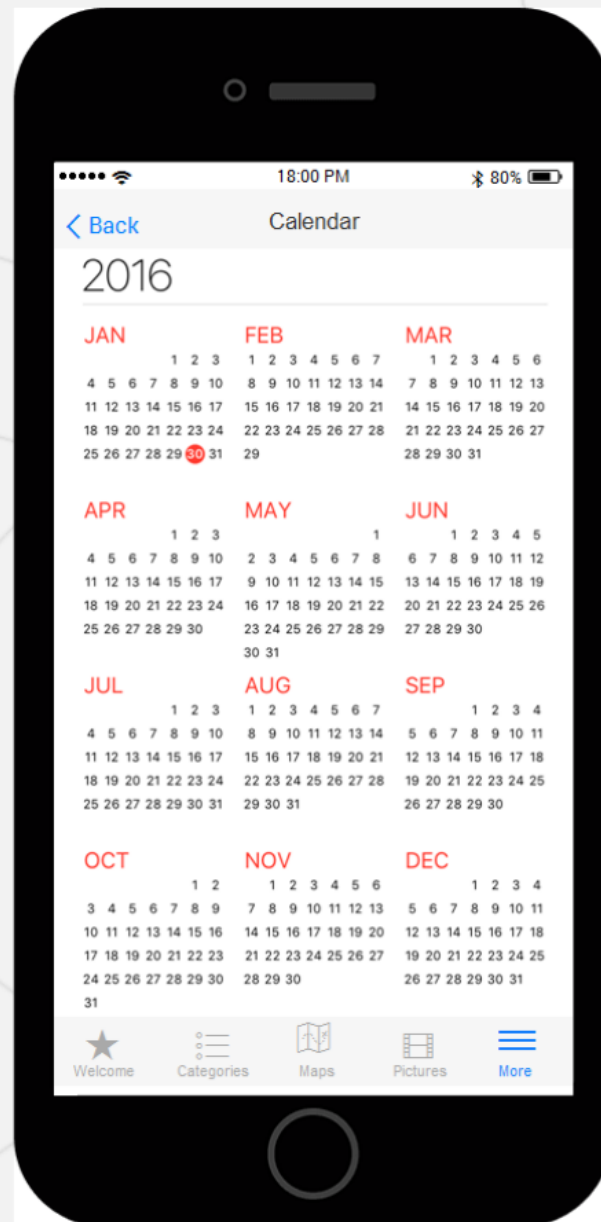 18:00 PM
80%
Back
Calendar
2016
JAN FEB MAR
1 2 3 1 2 3 4 5 6 7 1 2 3 4 5 6
4 5 6 7 8 9 10 8 9 10 11 12 13 14 7 8 9 10 11 12 13
11 12 13 14 15 16 17 15 16 17 18 19 20 21 14 15 16 17 18 19 20
18 19 20 21 22 23 24 22 23 24 25 26 27 28 21 22 23 24 25 26 27
25 26 27 28 29 30 31 29 28 29 30 31
APR MAY JUN
1 2 3 1 1 2 3 4 5
4 5 6 7 8 9 10 2 3 4 5 6 7 8 6 7 8 9 10 11 12
11 12 13 14 15 16 17 9 10 11 12 13 14 15 13 14 15 16 17 18 19
18 19 20 21 22 23 24 16 17 18 19 20 21 22 20 21 22 23 24 25 26
25 26 27 28 29 30 23 24 25 26 27 28 29 27 28 29 30
30 31
JUL AUG SEP
1 2 3 1 2 3 4 5 6 7 1 2 3 4
4 5 6 7 8 9 10 8 9 10 11 12 13 14 5 6 7 8 9 10 11
11 12 13 14 15 16 17 15 16 17 18 19 20 21 12 13 14 15 16 17 18
18 19 20 21 22 23 24 22 23 24 25 26 27 28 19 20 21 22 23 24 25
25 26 27 28 29 30 31 29 30 31 26 27 28 29 30
OCT NOV DEC
1 2 1 2 3 4 5 6 1 2 3 4
3 4 5 6 7 8 9 7 8 9 10 11 12 13 5 6 7 8 9 10 11
10 11 12 13 14 15 16 14 15 16 17 18 19 20 12 13 14 15 16 17 18
17 18 19 20 21 22 23 21 22 23 24 25 26 27 19 20 21 22 23 24 25
24 25 26 27 28 29 30 28 29 30 26 27 28 29 30 31
31
Welcome Categories Maps Pictures More